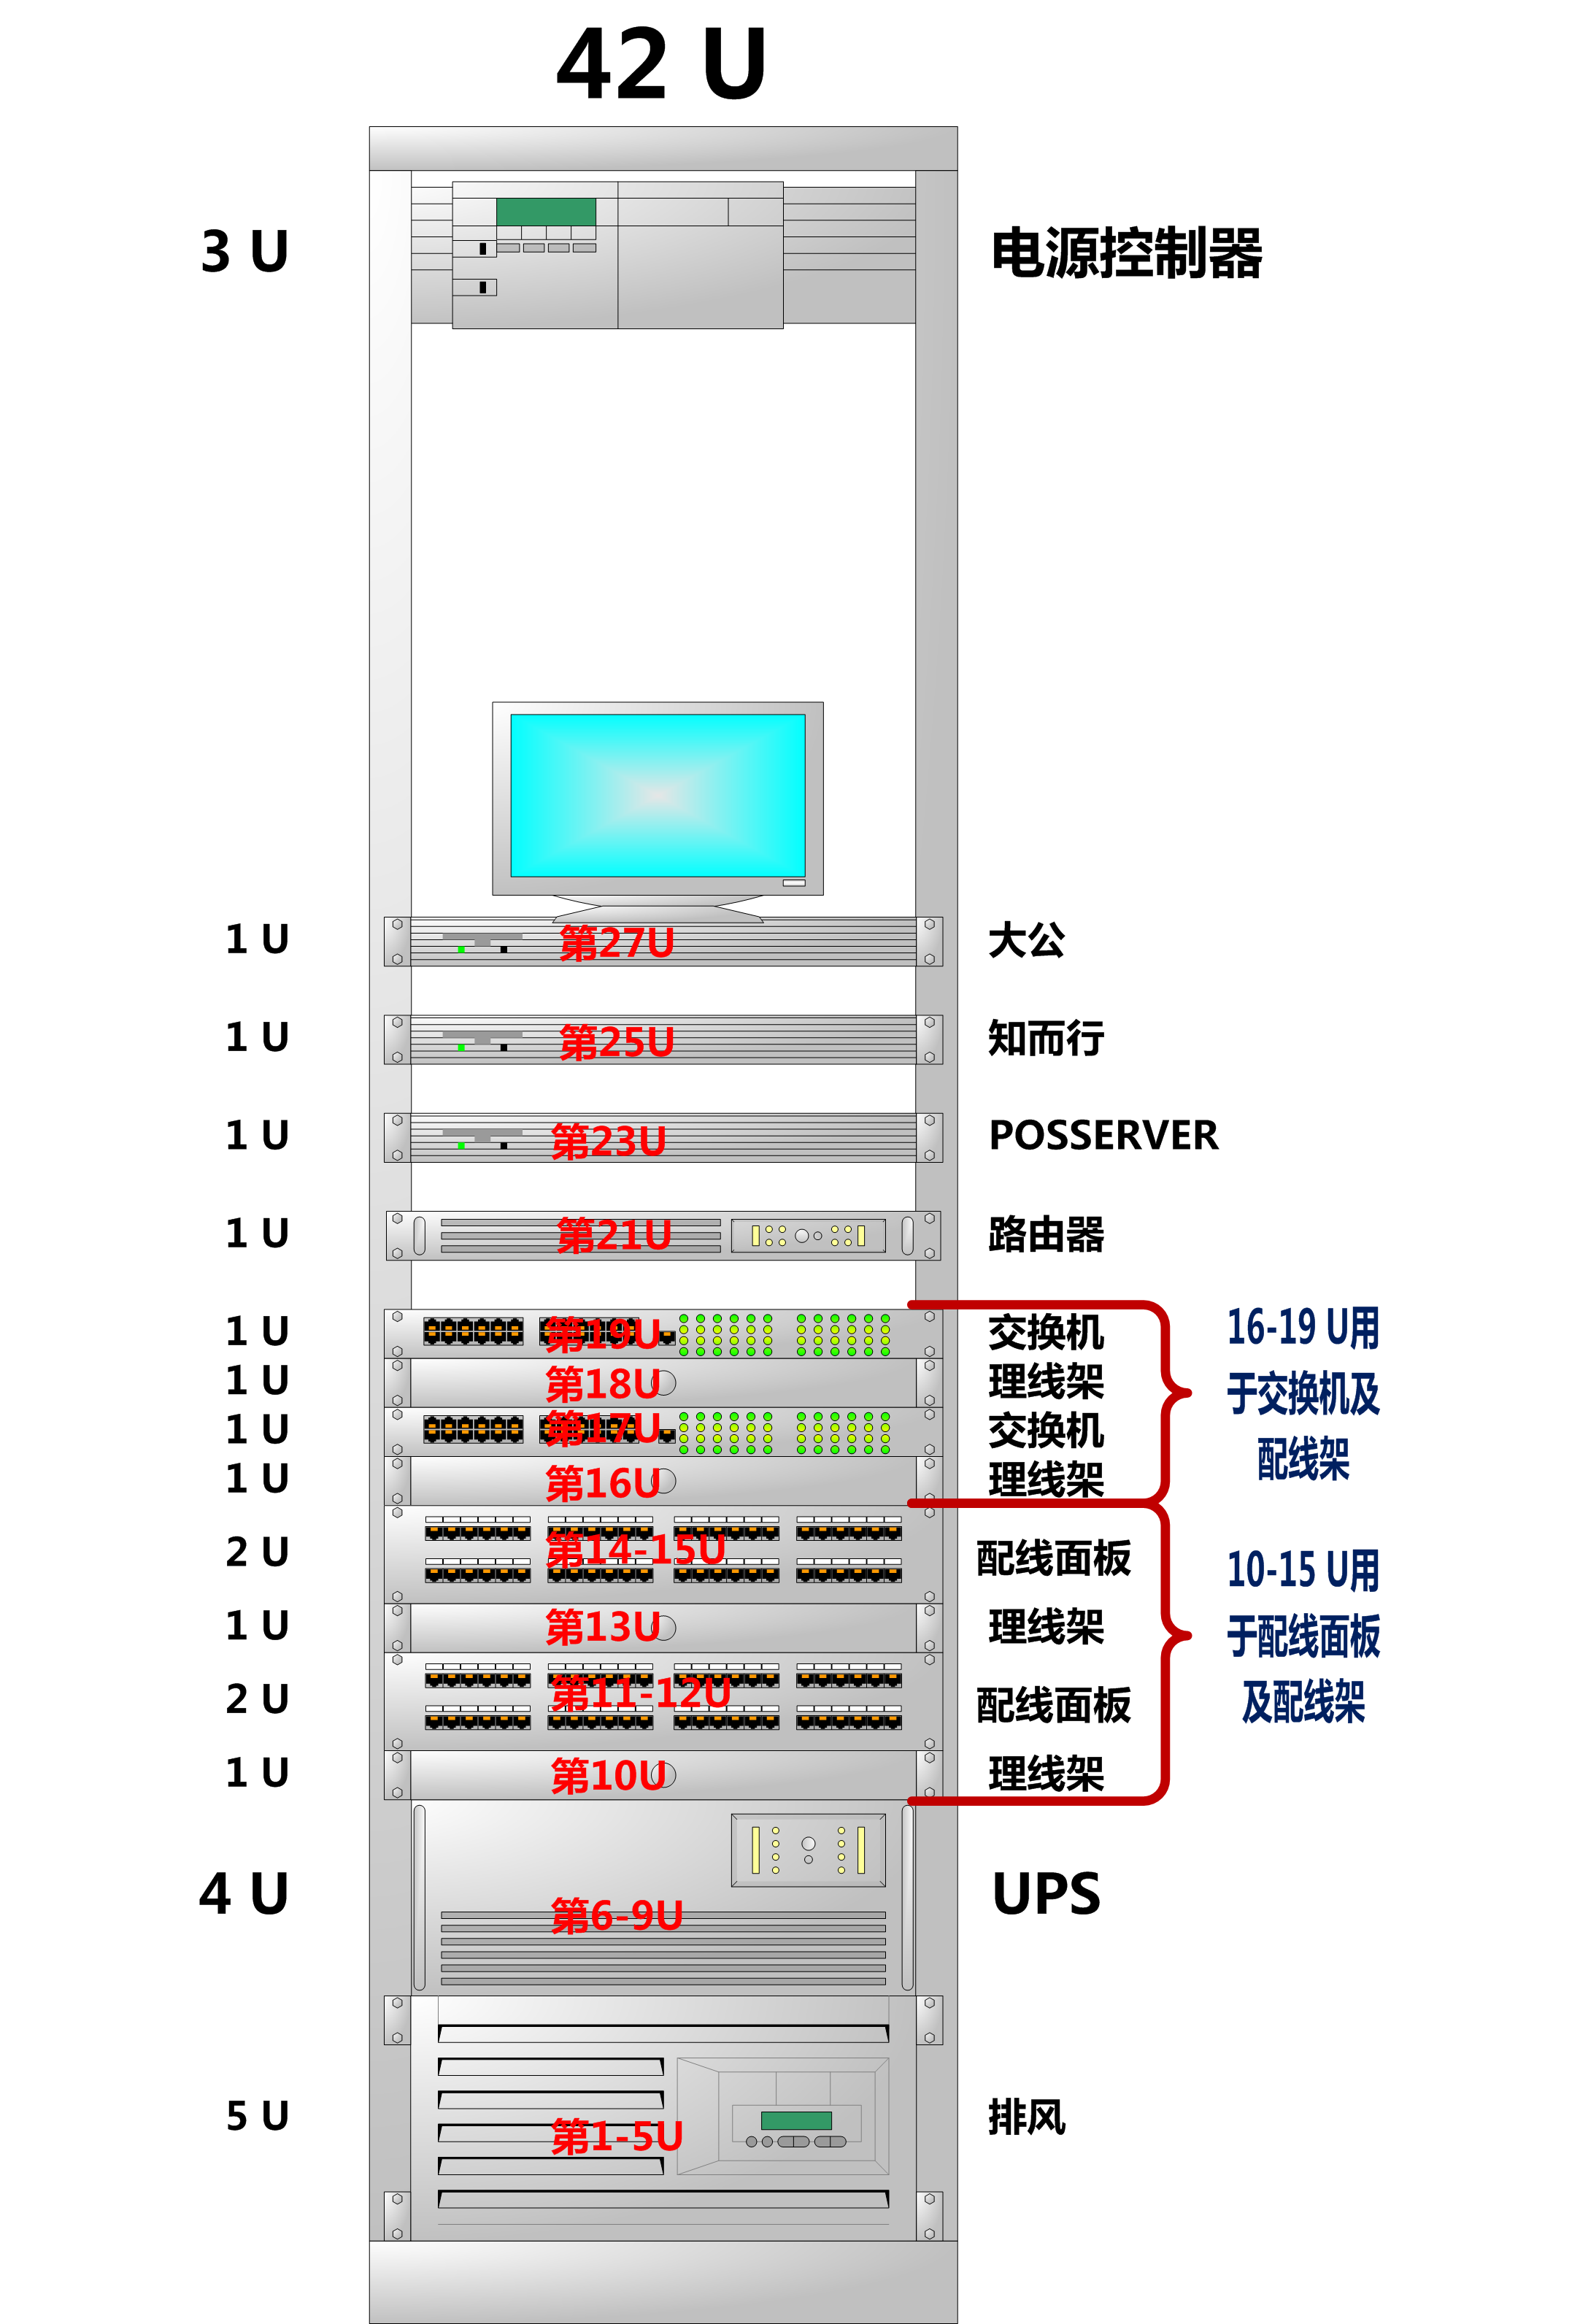 42 U
3 U
电源控制器
1 U
第27U
大公
1 U
第25U
知而行
1 U
第23U
POSSERVER
1 U
第21U
路由器
1 U
第19U
交换机
1 U
第18U
理线架
1 U
第17U
交换机
1 U
第16U
理线架
16-19 U用
于交换机及
配线架
2 U
第14-15U
配线面板
1 U
第13U
理线架
2 U
第11-12U
配线面板
1 U
第10U
理线架
10-15 U用
于配线面板
及配线架
4 U
第6-9U
UPS
5 U
第1-5U
排风